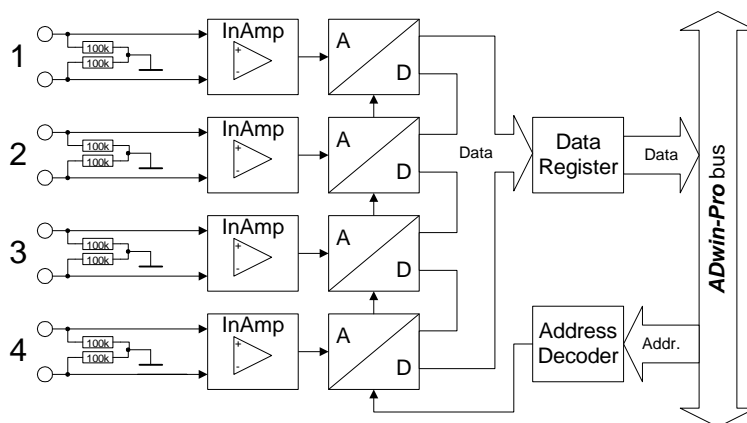 1
100k
100k
InAmp
+
-
A
D
2
100k
100k
InAmp
+
-
A
D
3
100k
100k
InAmp
+
-
A
D
4
100k
100k
InAmp
+
-
A
D
Data
Data
Register
Data
Address
Decoder
Addr.
ADwin-Pro bus